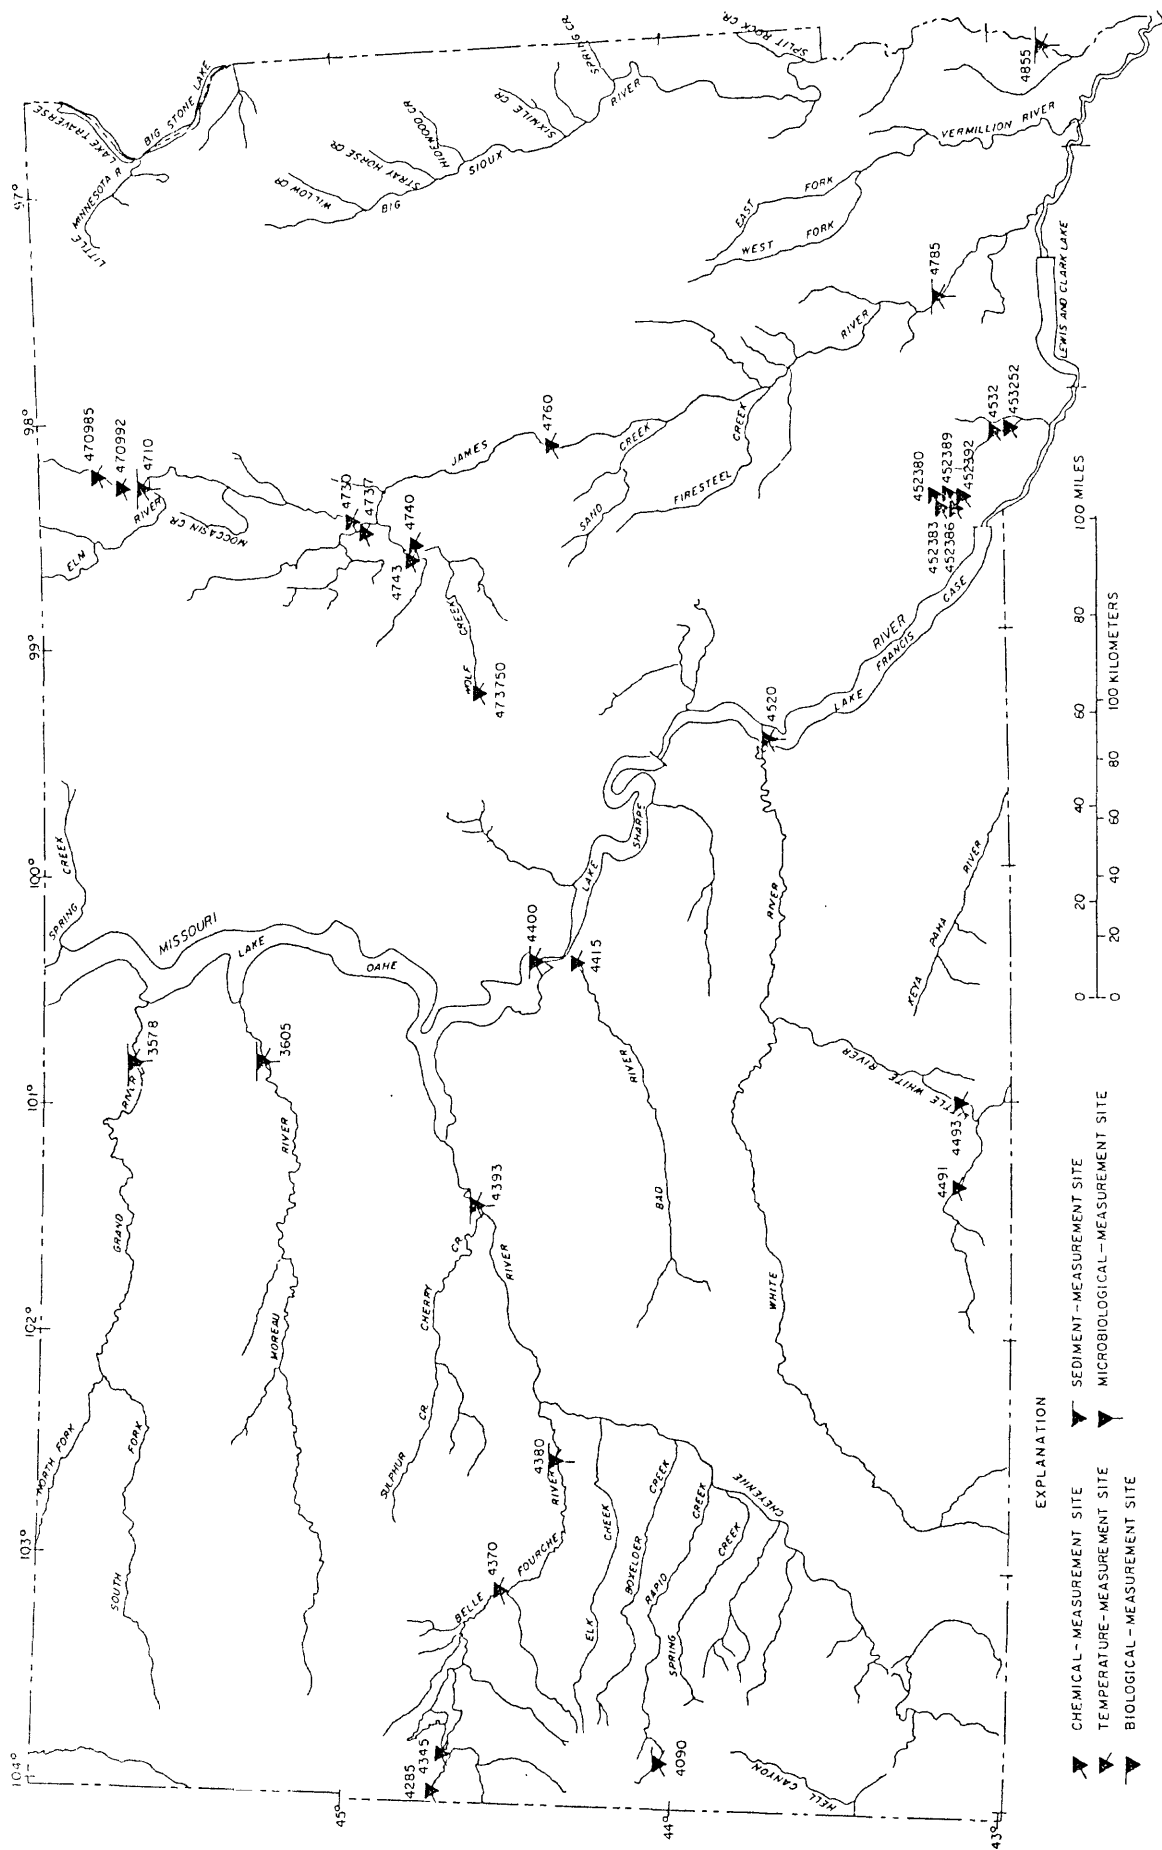 104°
103°
102°
101°
100°
99°
98°
97°
45°
44°
43°
NORTH FORK
SOUTH FORK
GRAND RIVER
3578
MOREAU RIVER
3605
SPRING CREEK
MISSOURI
LAKE OAHE
ELM RIVER
MOCCASIN CR.
470985
470992
4710
4730
4737
4740
4743
WOLF CREEK
473750
JAMES
4760
SAND CREEK
FIRESTEEL CREEK
RIVER
4785
LITTLE MINNESOTA R.
LAKE TRAVERSE
BIG STONE LAKE
WILLOW CR.
STRAY HORSE CR.
HIDEWOOD CR.
SIXMILE CR.
SPRING CR.
BIG SIOUX RIVER
SPLIT ROCK CR.
EAST FORK
WEST FORK
VERMILLION RIVER
4855
4285
4345
BELLE FOURCHE RIVER
4370
4380
SULPHUR CR.
CHERRY CR.
4393
RIVER
ELK CREEK
BOXELDER CREEK
RAPID CREEK
SPRING CREEK
CHEYENNE
4090
HELL CANYON
4400
4415
BAD RIVER
LAKE SHARPE
WHITE RIVER
4520
LITTLE WHITE RIVER
4491
4493
KEYA PAHA RIVER
LAKE FRANCIS CASE
RIVER
452380
452383
452389
452386
452392
4532
453252
LEWIS AND CLARK LAKE
0 20 40 60 80 100 MILES
0 20 40 60 80 100 KILOMETERS
EXPLANATION
CHEMICAL-MEASUREMENT SITE
TEMPERATURE-MEASUREMENT SITE
BIOLOGICAL-MEASUREMENT SITE
SEDIMENT-MEASUREMENT SITE
MICROBIOLOGICAL-MEASUREMENT SITE